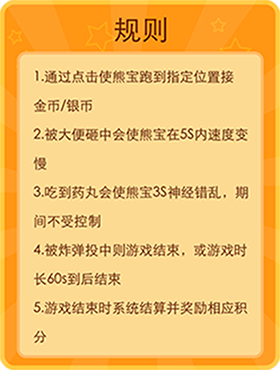 规则
1.通过点击使熊宝跑到指定位置接
金币/银币
2.被大便砸中会使熊宝在5S内速度变
慢
3.吃到药丸会使熊宝3S神经错乱，期
间不受控制
4.被炸弹投中则游戏结束，或游戏时
长60s到后结束
5.游戏结束时系统结算并奖励相应积
分